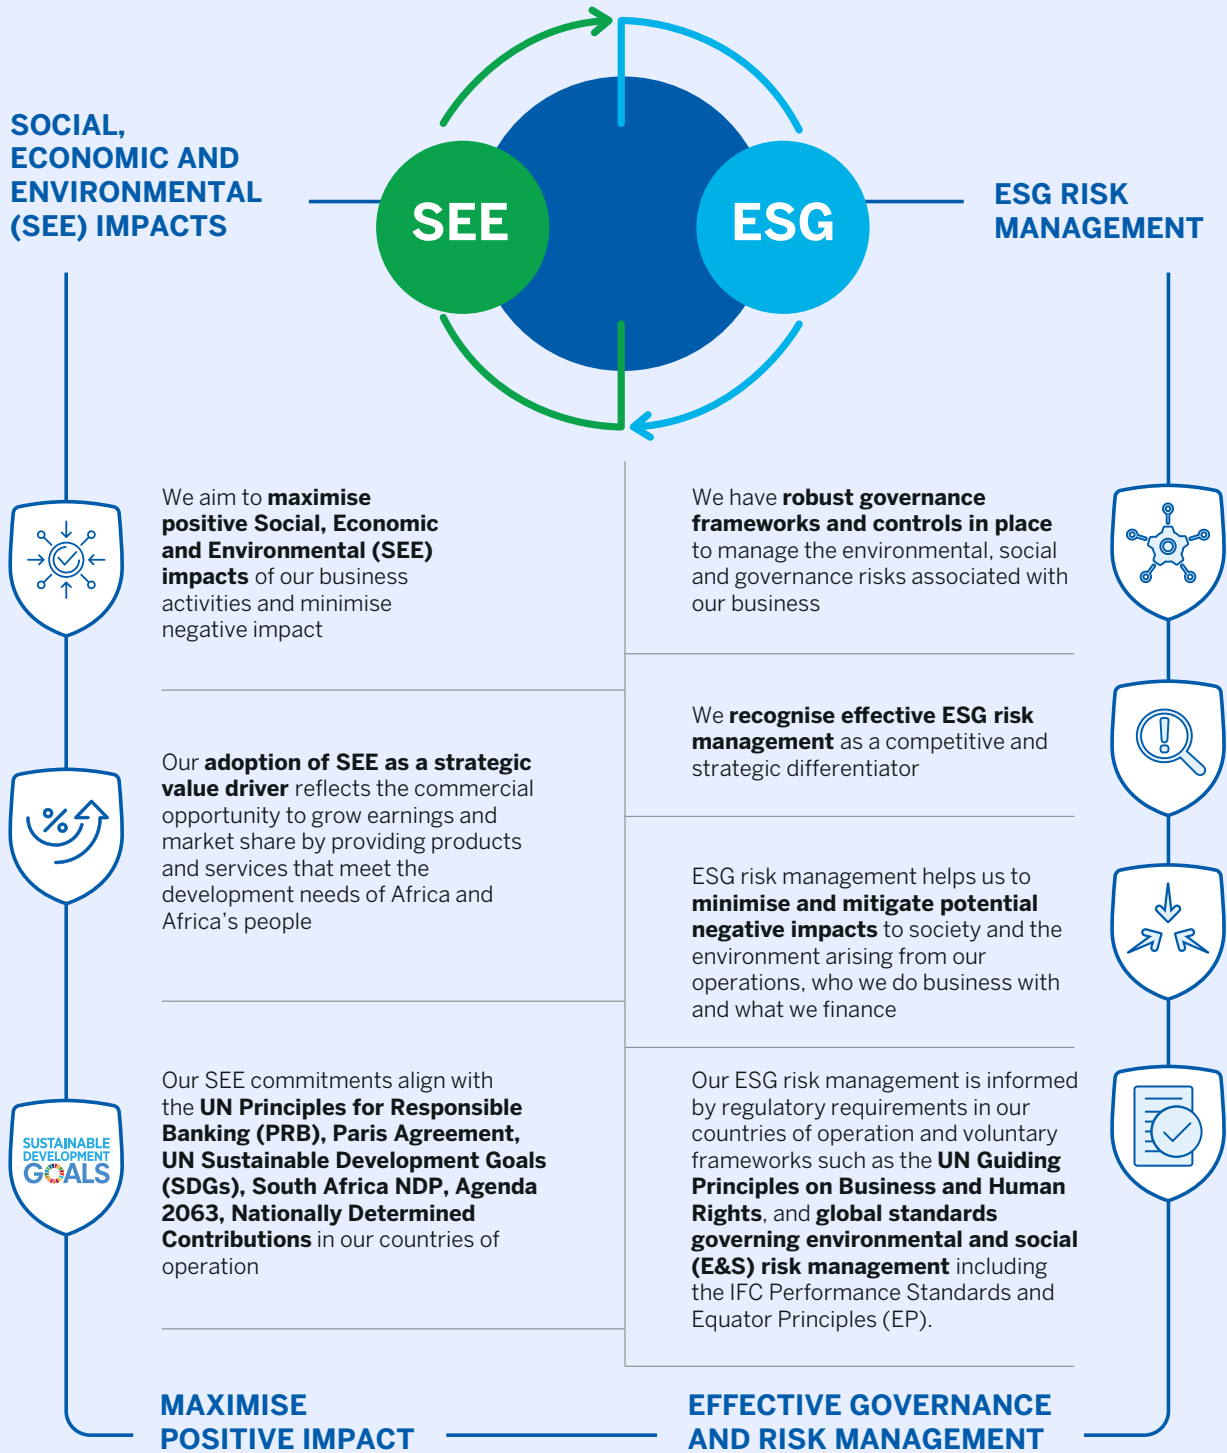 SOCIAL,
ECONOMIC AND
ENVIRONMENTAL
(SEE) IMPACTS
SEE
ESG
ESG RISK
MANAGEMENT
We aim to maximise
positive Social, Economic
and Environmental (SEE)
impacts of our business
activities and minimise
negative impact
%
Our adoption of SEE as a strategic
value driver reflects the commercial
opportunity to grow earnings and
market share by providing products
and services that meet the
development needs of Africa and
Africa's people
SUSTAINABLE
DEVELOPMENT
GOALS
Our SEE commitments align with
the UN Principles for Responsible
Banking (PRB), Paris Agreement,
UN Sustainable Development Goals
(SDGs), South Africa NDP, Agenda
2063, Nationally Determined
Contributions in our countries of
operation
We have robust governance
frameworks and controls in place
to manage the environmental, social
and governance risks associated with
our business
We recognise effective ESG risk
management as a competitive and
strategic differentiator
ESG risk management helps us to
minimise and mitigate potential
negative impacts to society and the
environment arising from our
operations, who we do business with
and what we finance
Our ESG risk management is informed
by regulatory requirements in our
countries of operation and voluntary
frameworks such as the UN Guiding
Principles on Business and Human
Rights, and global standards
governing environmental and social
(E&S) risk management including
the IFC Performance Standards and
Equator Principles (EP).
MAXIMISE
POSITIVE IMPACT
EFFECTIVE GOVERNANCE
AND RISK MANAGEMENT